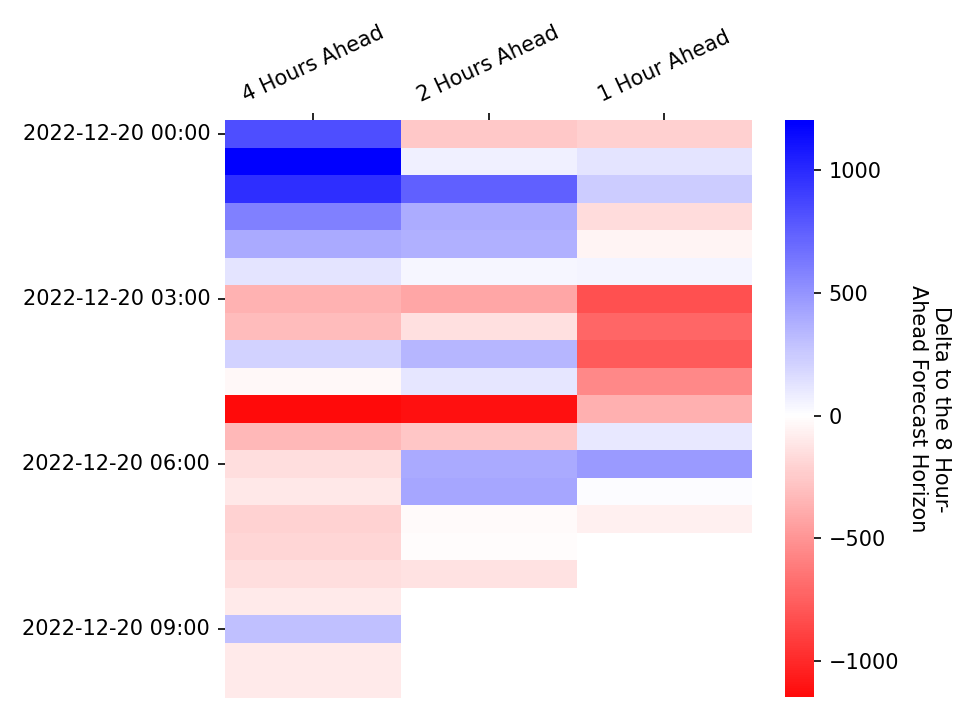 4 Hours Ahead
2 Hours Ahead
1 Hour Ahead
2022-12-20 00:00
2022-12-20 03:00
2022-12-20 06:00
2022-12-20 09:00
1000
500
0
−500
−1000
Delta to the 8 Hour-
Ahead Forecast Horizon